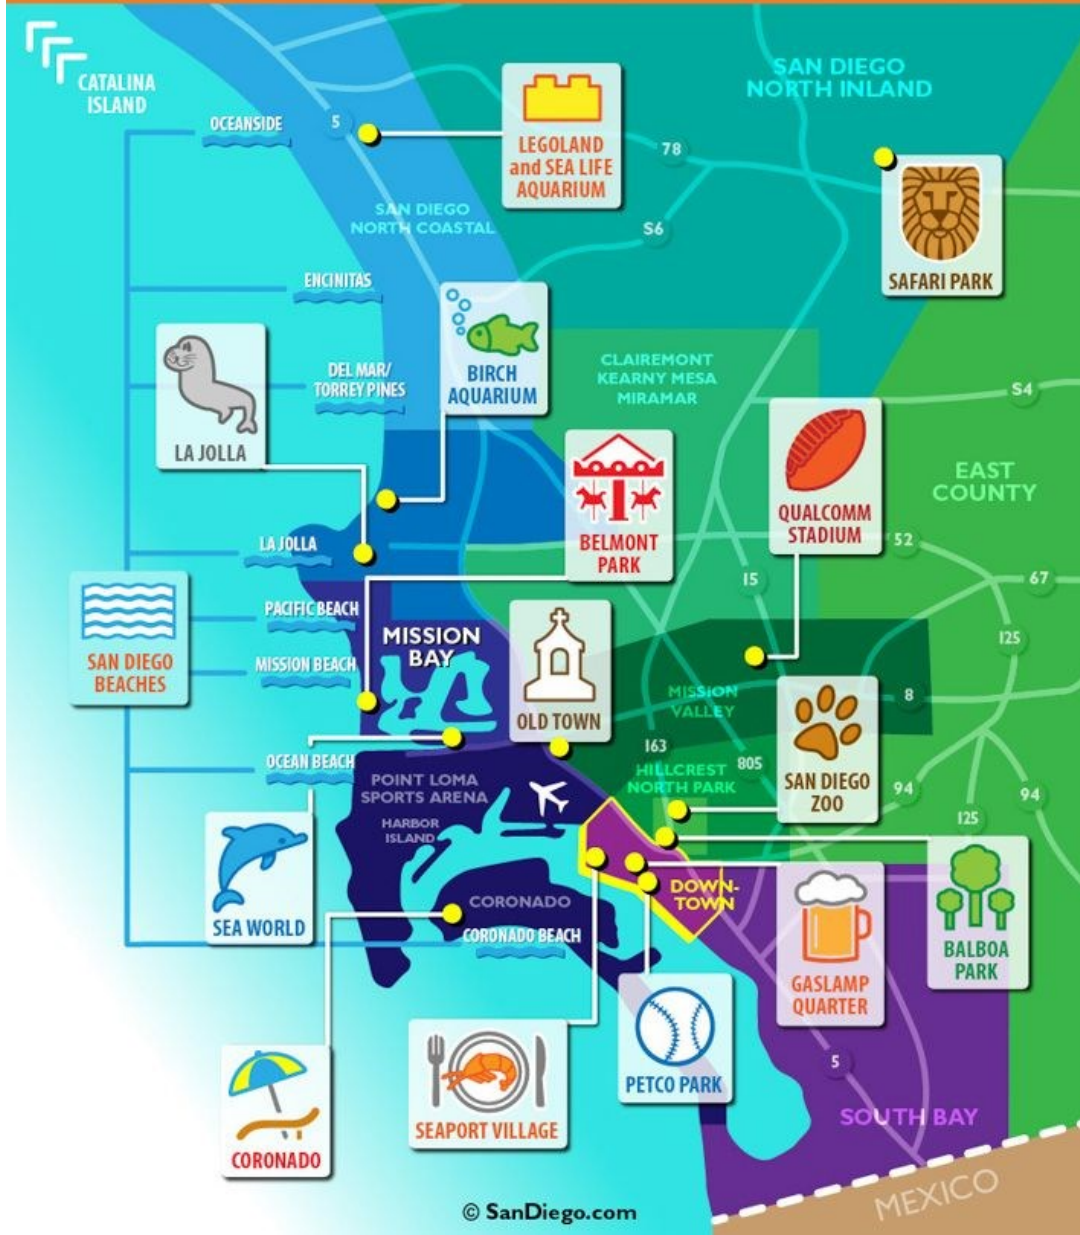 CATALINA
ISLAND
OCEANSIDE
5
LEGOLAND
and SEA LIFE
AQUARIUM
78
SAN DIEGO
NORTH INLAND
SAFARI PARK
SAN DIEGO
NORTH COASTAL
S6
ENCINITAS
BIRCH
AQUARIUM
CLAIREMONT
KEARNY MESA
MIRAMAR
S4
DEL MAR/
TORREY PINES
LA JOLLA
EAST
COUNTY
QUALCOMM
STADIUM
BELMONT
PARK
52
LA JOLLA
15
67
SAN DIEGO
BEACHES
PACIFIC BEACH
MISSION BEACH
MISSION
BAY
OLD TOWN
125
MISSION
VALLEY
8
163
805
OCEAN BEACH
POINT LOMA
SPORTS ARENA
HARBOR
ISLAND
HILLCREST
NORTH PARK
SAN DIEGO
ZOO
94
94
125
SEA WORLD
CORONADO
CORONADO BEACH
DOWN-
TOWN
GASLAMP
QUARTER
BALBOA
PARK
CORONADO
SEAPORT VILLAGE
PETCO PARK
5
SOUTH BAY
MEXICO
© SanDiego.com